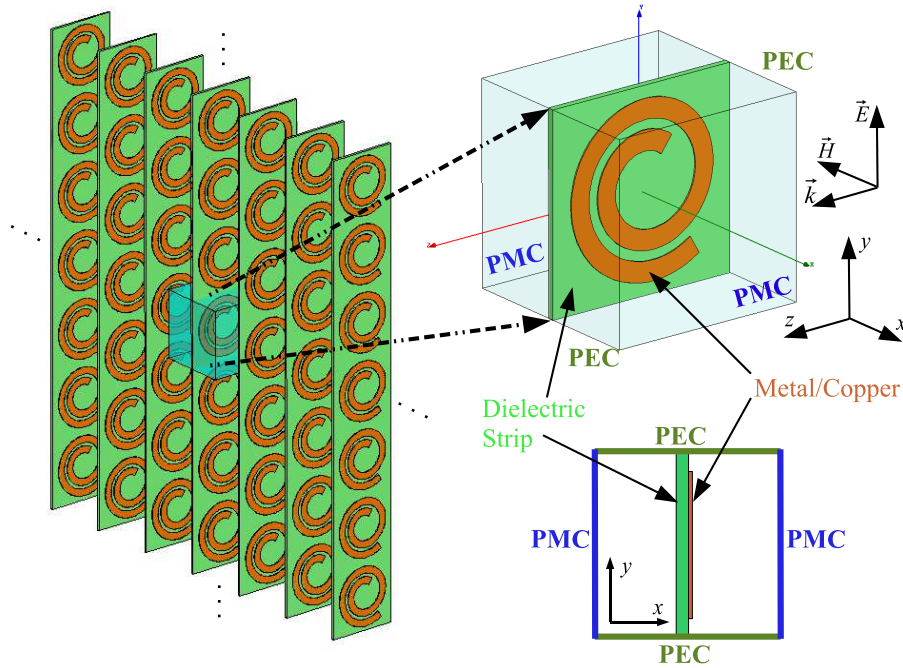 PEC
E
H
k
PMC
PMC
y
z
x
PEC
Metal/Copper
Dielectric
Strip
PEC
PMC
PMC
y
x
PEC